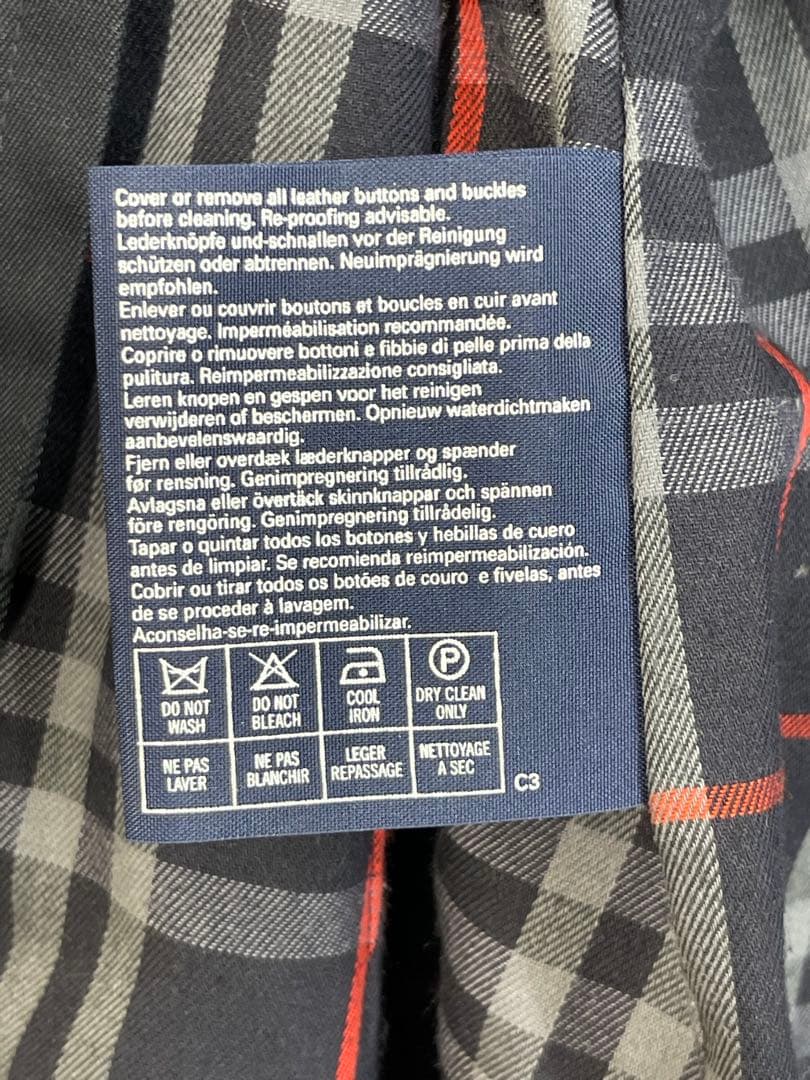 Cover or remove all leather buttons and buckles
before cleaning. Re-proofing advisable.
Lederknöpfe und-schnallen vor der Reinigung
schützen oder abtrennen. Neuimprägnierung wird
empfohlen.
Enlever ou couvrir boutons et boucles en cuir avant
nettoyage. Imperméabilisation recommandée.
Coprire o rimuovere bottoni e fibbie di pelle prima della
pulitura. Reimpermeabilizzazione consigliata.
Leren knopen en gespen voor het reinigen
verwijderen of beschermen. Opnieuw waterdichtmaken
aanbevelenswaardig.
Fjern eller overdæk læderknapper og spænder
før rensning. Genimpregnering tillrådlig.
Avlagsna eller övertäck skinnknappar och spännen
före rengöring. Genimpregnering tillrådelig.
Tapar o quintar todos los botones y hebillas de cuero
antes de limpiar. Se recomienda reimpermeabilización.
Cobrir ou tirar todos os botões de couro e fivelas, antes
de se proceder à lavagem.
Aconselha-se-re-impermeabilizar.
P
DO NOT WASH
DO NOT BLEACH
COOL IRON
DRY CLEAN ONLY
NE PAS LAVER
NE PAS BLANCHIR
LEGER REPASSAGE
NETTOYAGE A SEC
C3